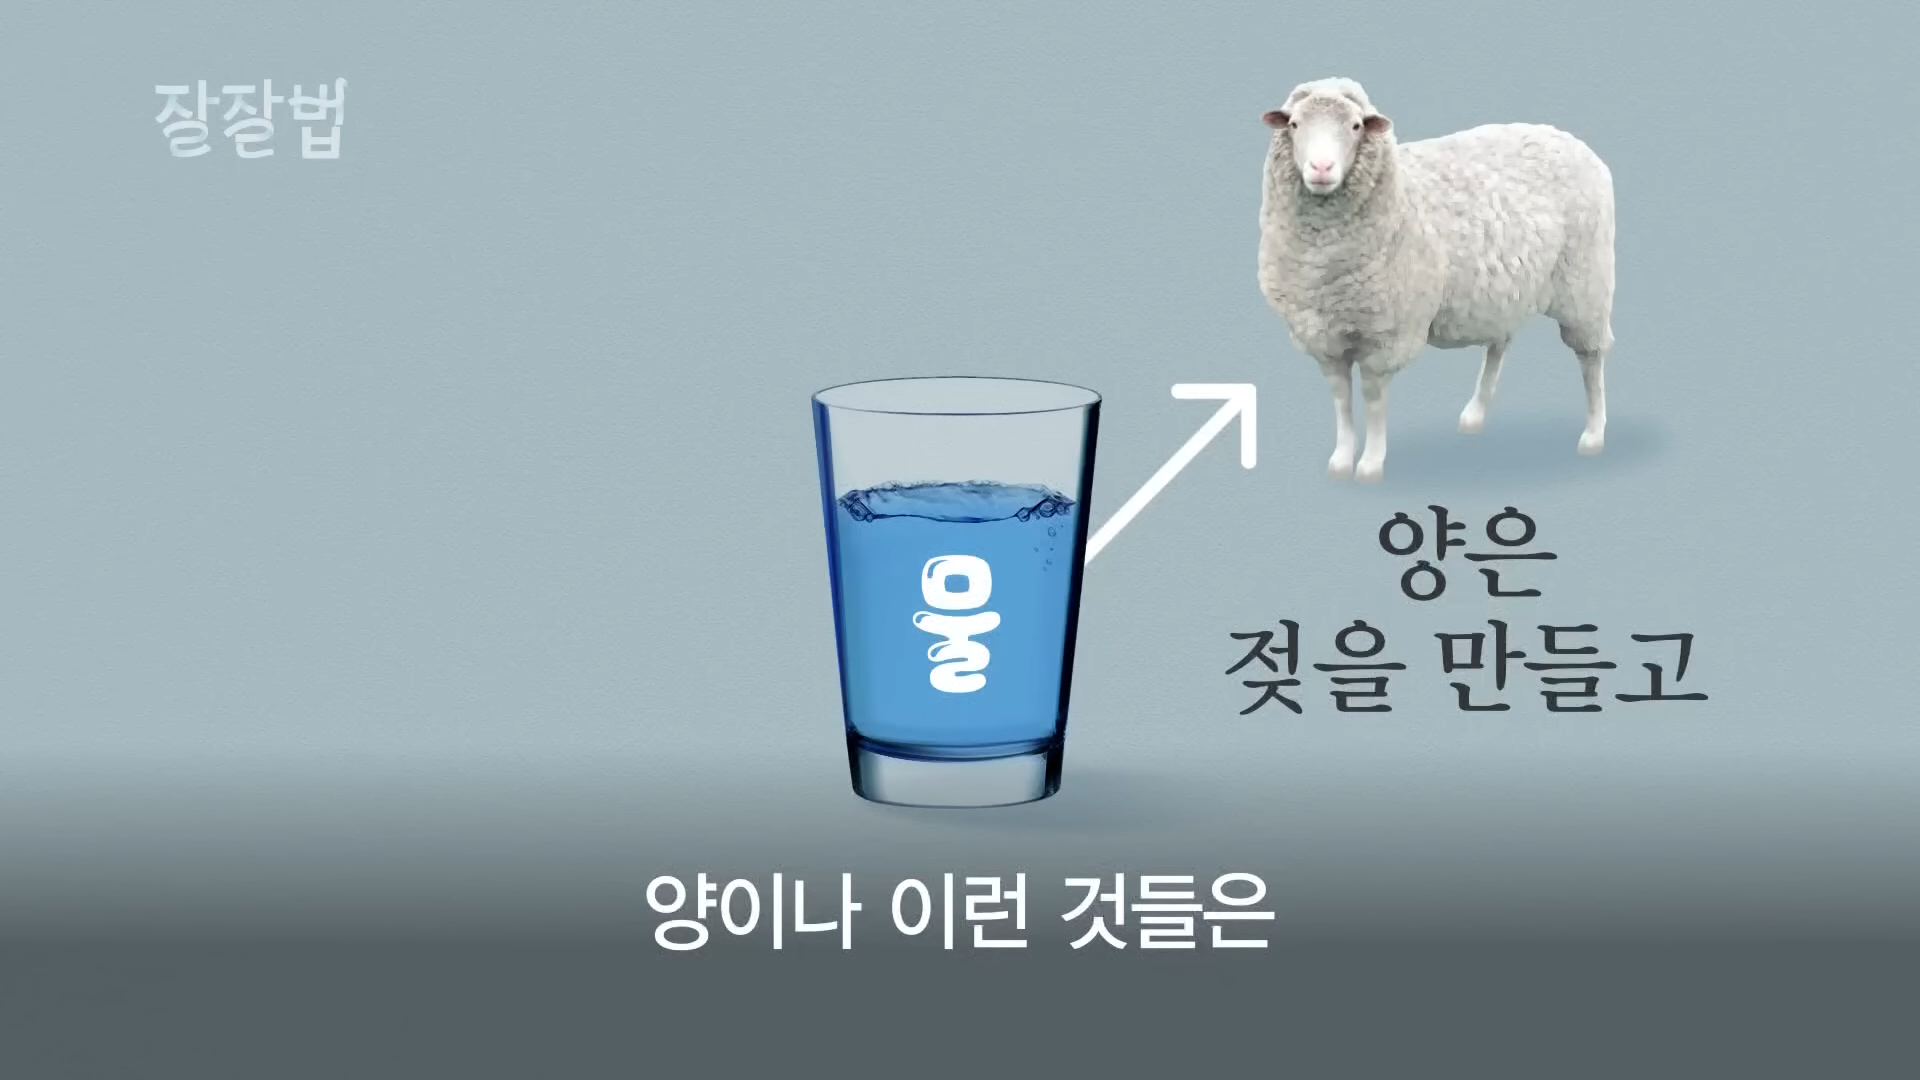 잘잘법
물
양은
젖을 만들고
양이나 이런 것들은